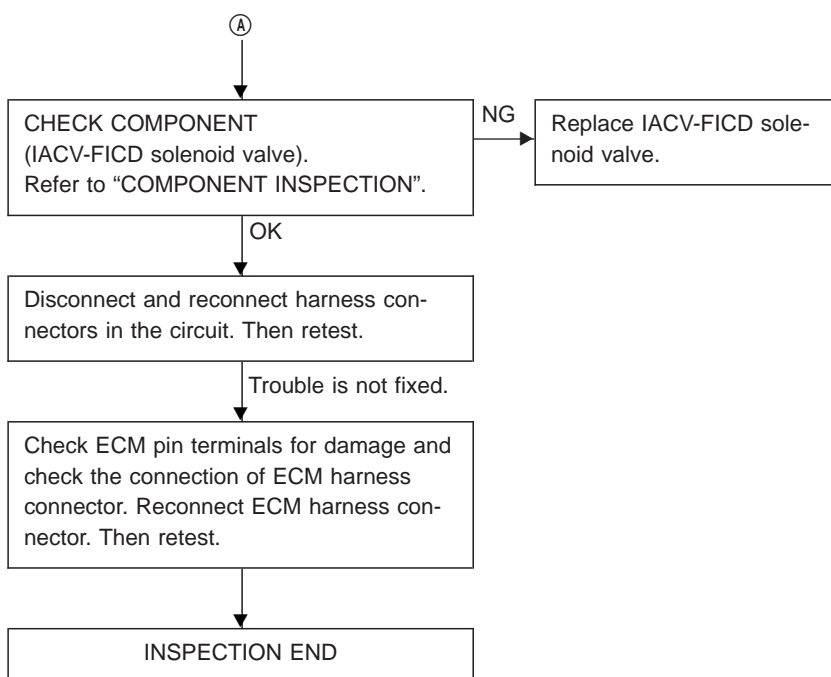 Ⓐ
CHECK COMPONENT
(IACV-FICD solenoid valve).
Refer to “COMPONENT INSPECTION”.
NG
Replace IACV-FICD sole-
noid valve.
OK
Disconnect and reconnect harness con-
nectors in the circuit. Then retest.
Trouble is not fixed.
Check ECM pin terminals for damage and
check the connection of ECM harness
connector. Reconnect ECM harness con-
nector. Then retest.
INSPECTION END